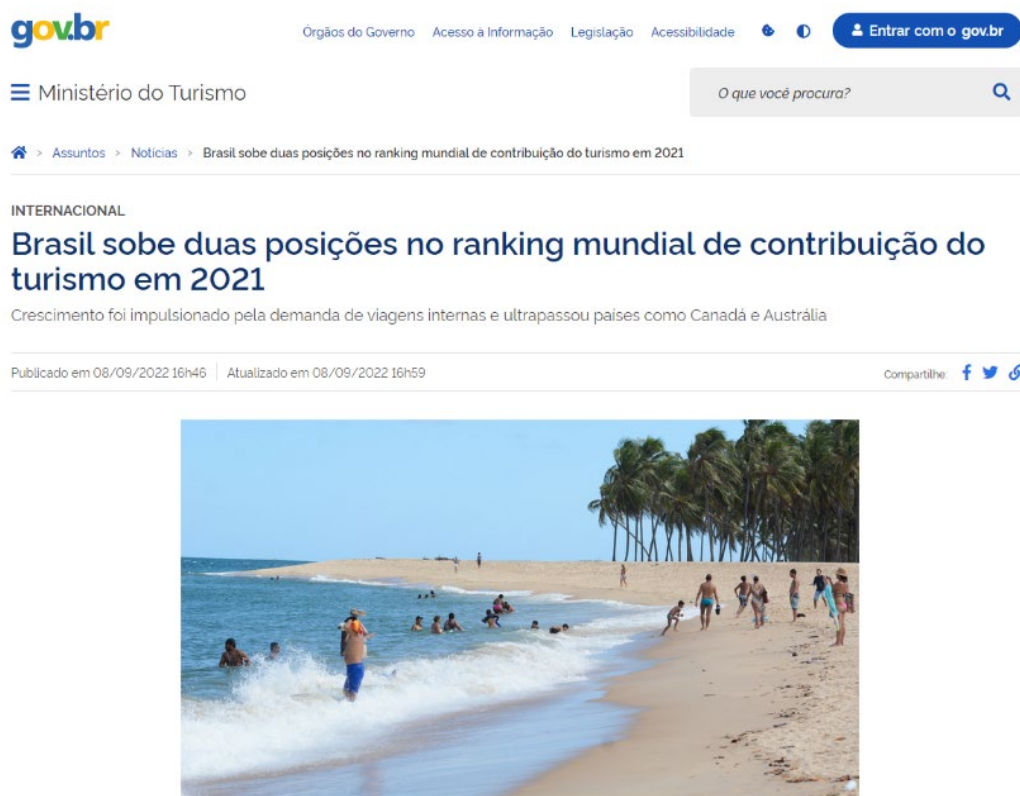 gov.br
Órgãos do Governo Acesso à Informação Legislação Acessibilidade
Entrar com o gov.br
Ministério do Turismo
O que você procura?
Assuntos > Notícias > Brasil sobe duas posições no ranking mundial de contribuição do turismo em 2021
INTERNACIONAL
Brasil sobe duas posições no ranking mundial de contribuição do
turismo em 2021
Crescimento foi impulsionado pela demanda de viagens internas e ultrapassou países como Canadá e Austrália
Publicado em 08/09/2022 16h46 Atualizado em 08/09/2022 16h59
Compartilhe: